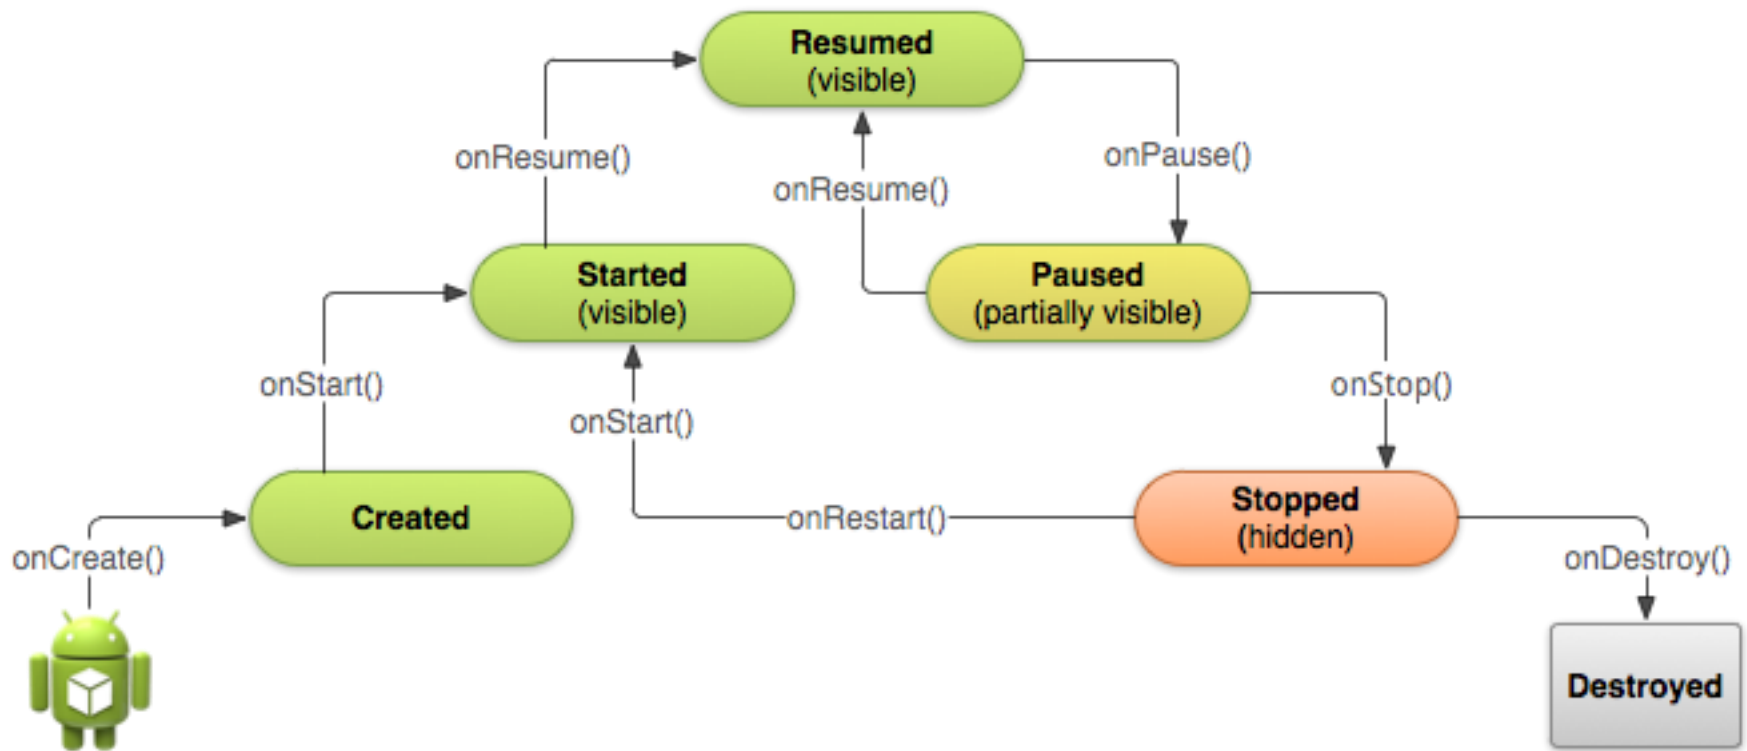 Resumed
(visible)
onResume()
onPause()
onResume()
Started
(visible)
Paused
(partially visible)
onStart()
onStop()
onStart()
Created
onRestart()
Stopped
(hidden)
onCreate()
onDestroy()
Destroyed